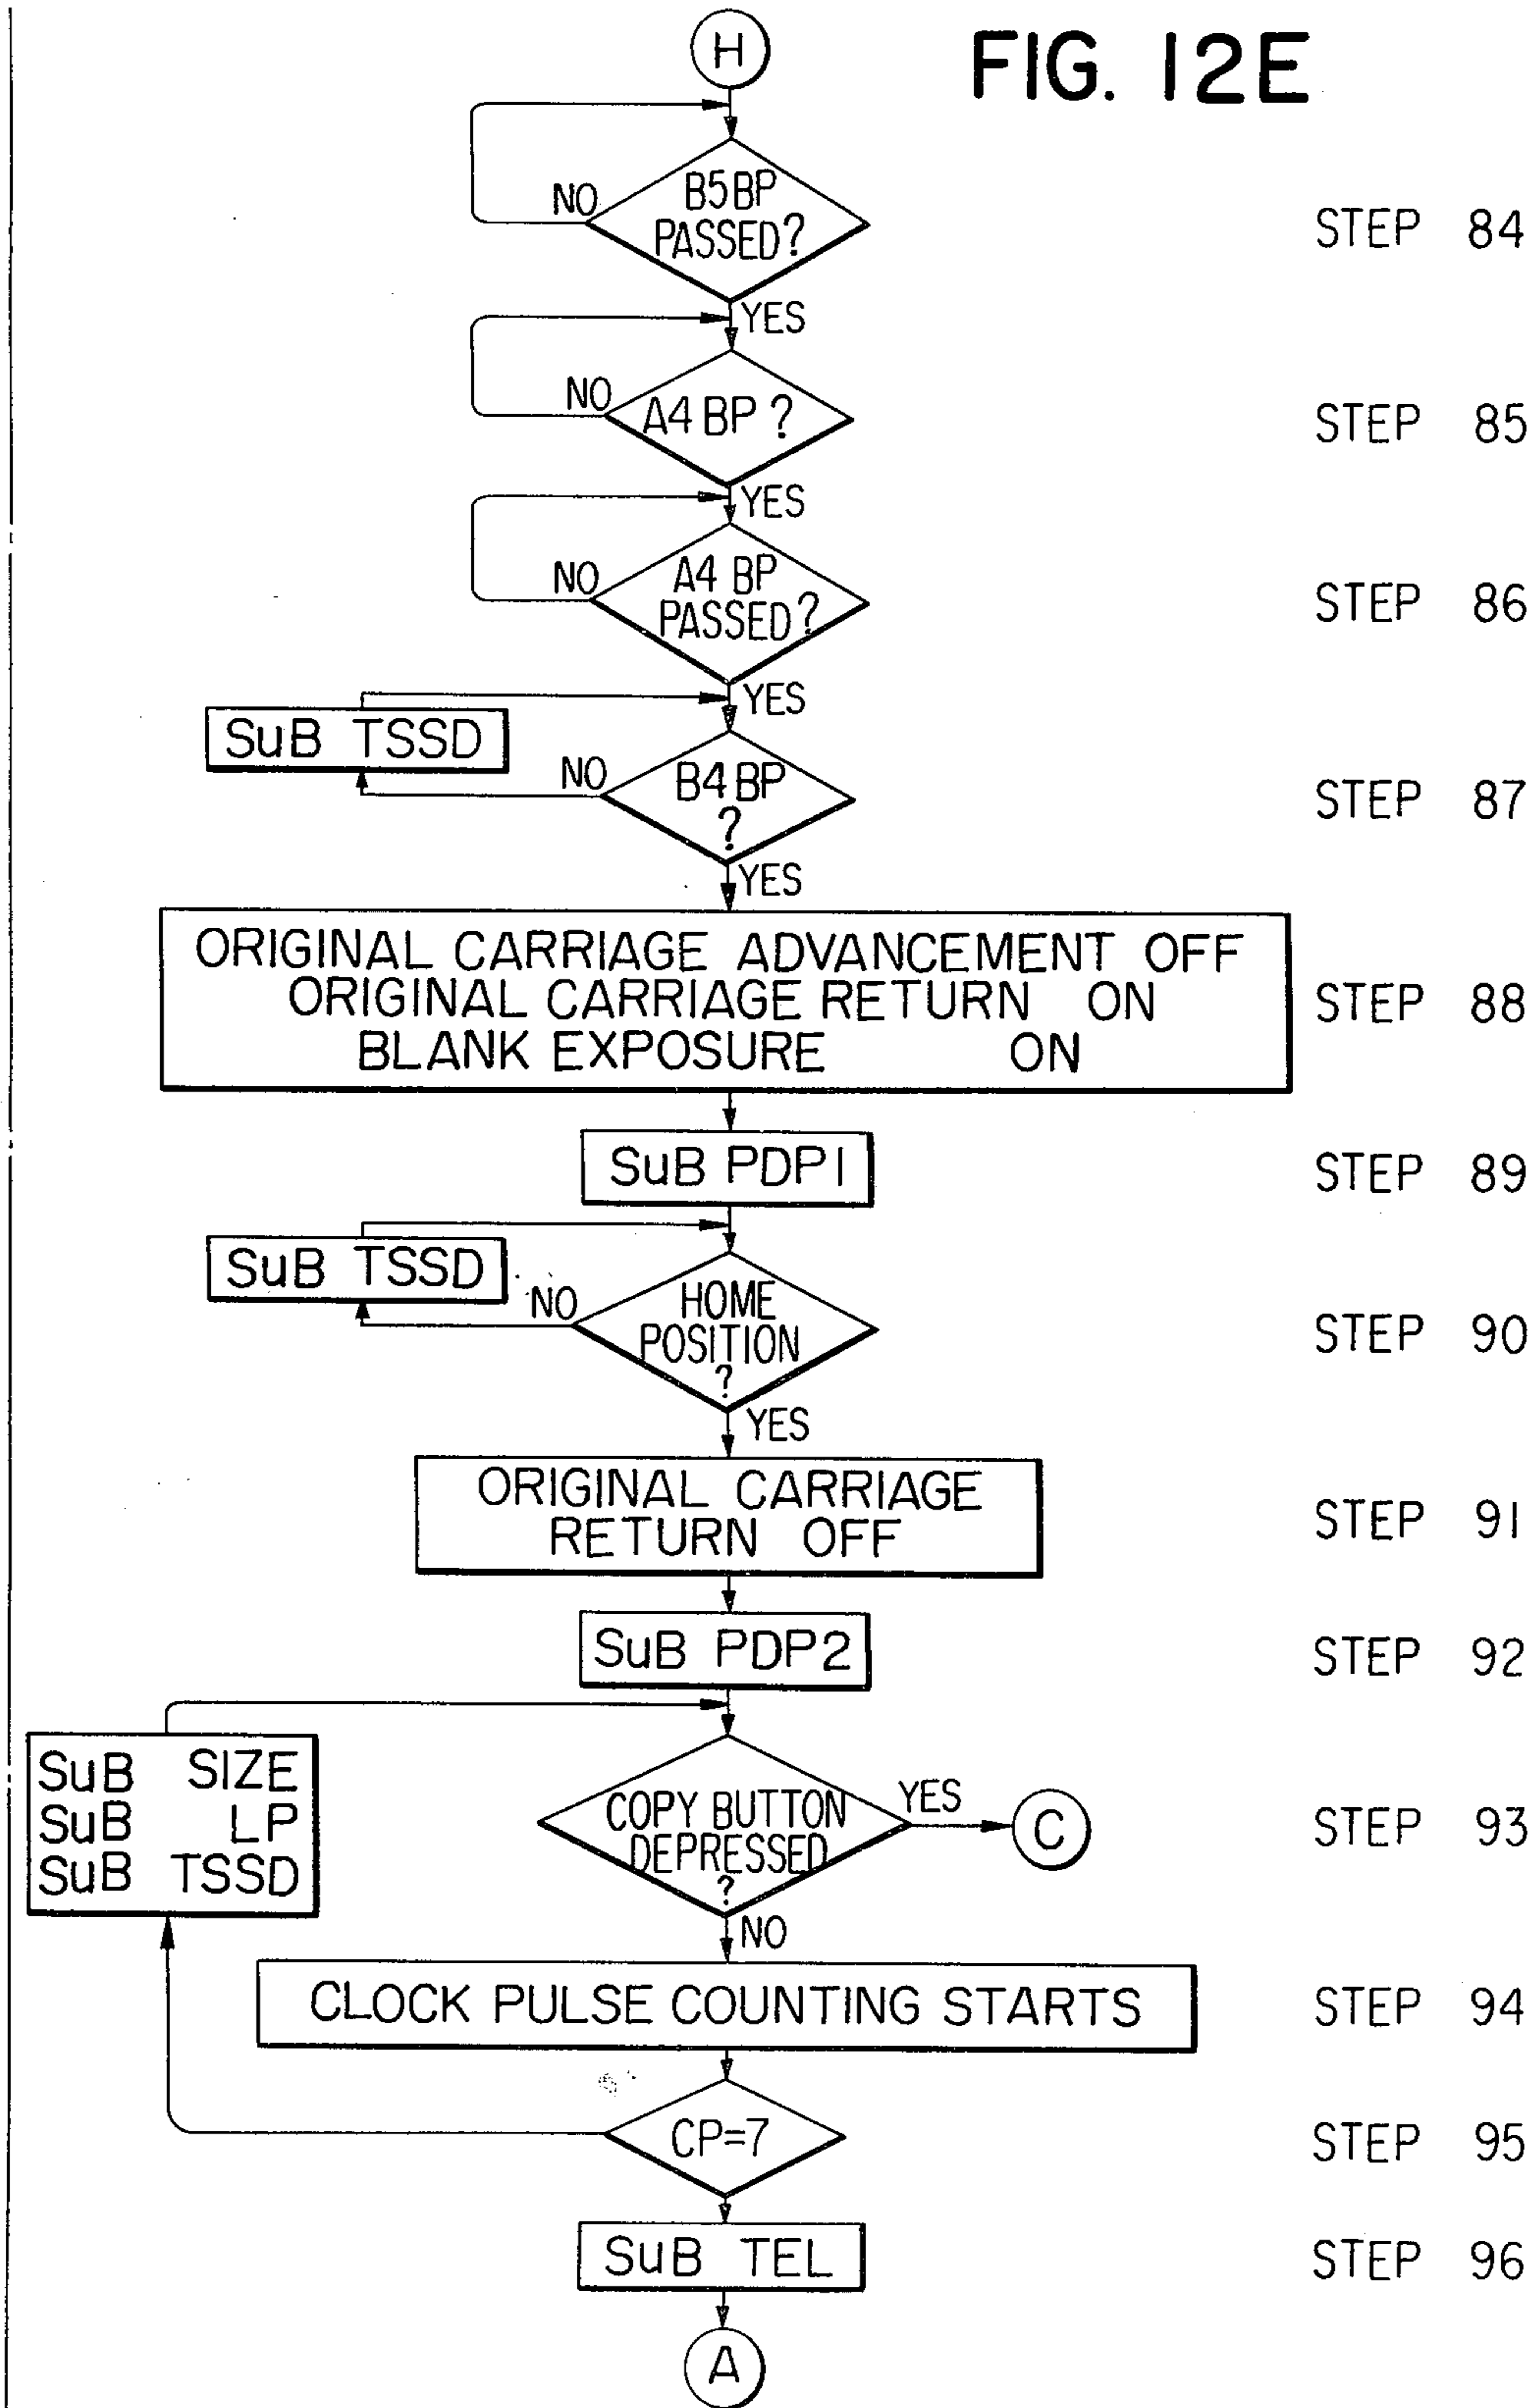 FIG. 12E
H
B5BP
PASSED?
NO
STEP 84
YES
A4 BP ?
NO
STEP 85
YES
A4 BP
PASSED?
NO
STEP 86
YES
SuB TSSD
B4 BP
?
NO
STEP 87
YES
ORIGINAL CARRIAGE ADVANCEMENT OFF
ORIGINAL CARRIAGE RETURN ON
BLANK EXPOSURE ON
STEP 88
SuB PDP1
STEP 89
SuB TSSD
HOME
POSITION
?
NO
STEP 90
YES
ORIGINAL CARRIAGE
RETURN OFF
STEP 91
SuB PDP2
STEP 92
SuB SIZE
SuB LP
SuB TSSD
COPY BUTTON
DEPRESSED
?
YES
C
STEP 93
NO
CLOCK PULSE COUNTING STARTS
STEP 94
CP=7
STEP 95
SuB TEL
STEP 96
A